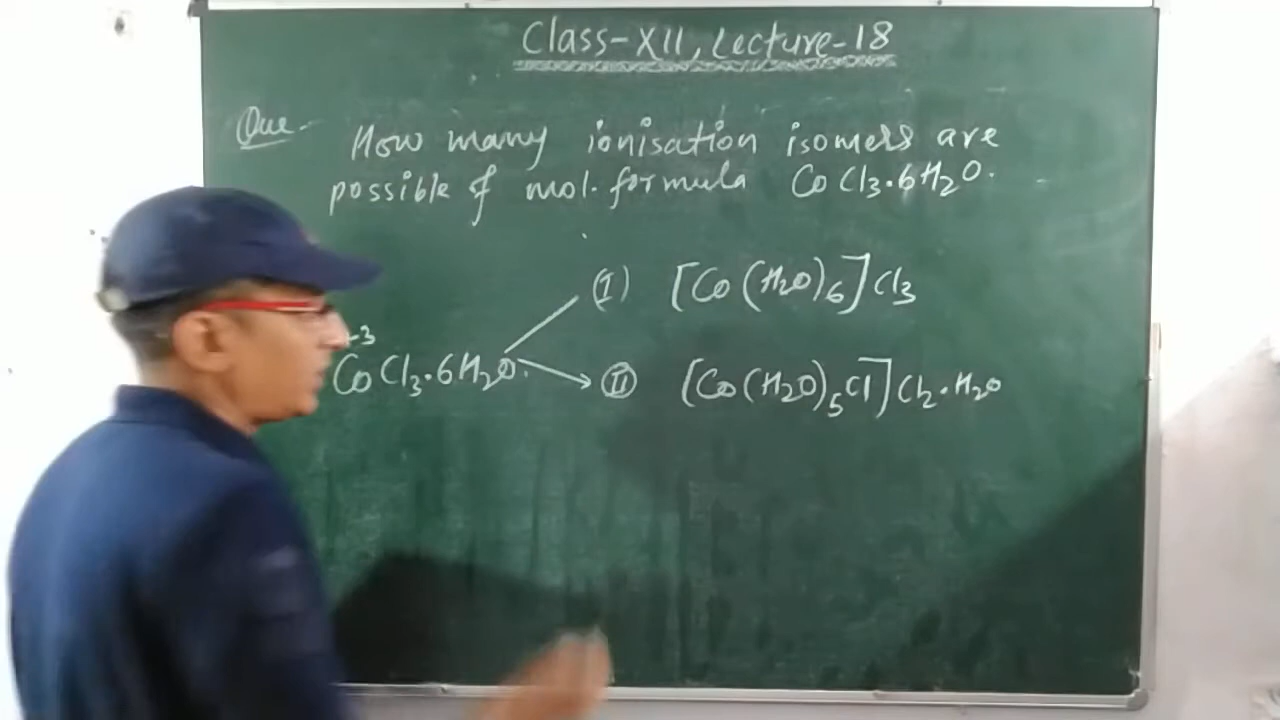 Class-XII, Lecture-18
Que- How many ionisation isomers are
possible of mol. formula CoCl₃.6H₂O.
(I) [Co(H₂O)₆]Cl₃
+3
CoCl₃.6H₂O.
(II) [Co(H₂O)₅Cl]Cl₂.H₂O